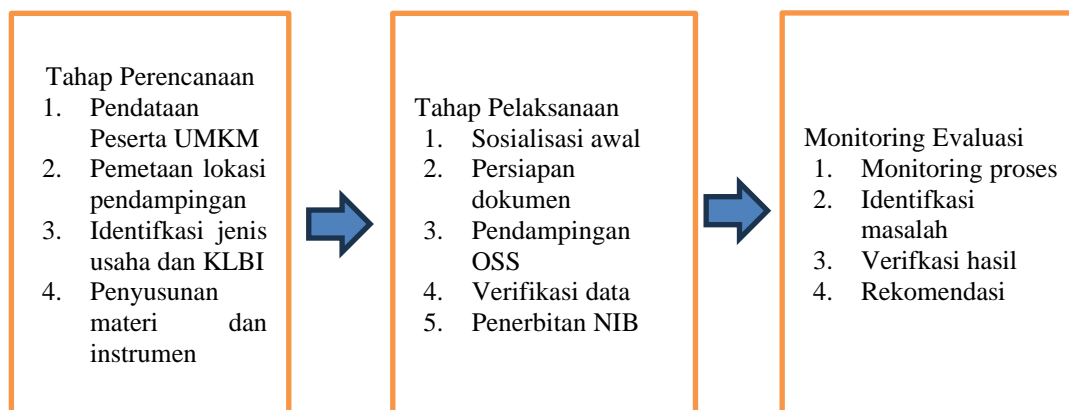 Tahap Perencanaan
1. Pendataan
Peserta UMKM
2. Pemetaan lokasi
pendampingan
3. Identifkasi jenis
usaha dan KLBI
4. Penyusunan
materi dan
instrumen
Tahap Pelaksanaan
1. Sosialisasi awal
2. Persiapan
dokumen
3. Pendampingan
OSS
4. Verifikasi data
5. Penerbitan NIB
Monitoring Evaluasi
1. Monitoring proses
2. Identifkasi
masalah
3. Verifkasi hasil
4. Rekomendasi